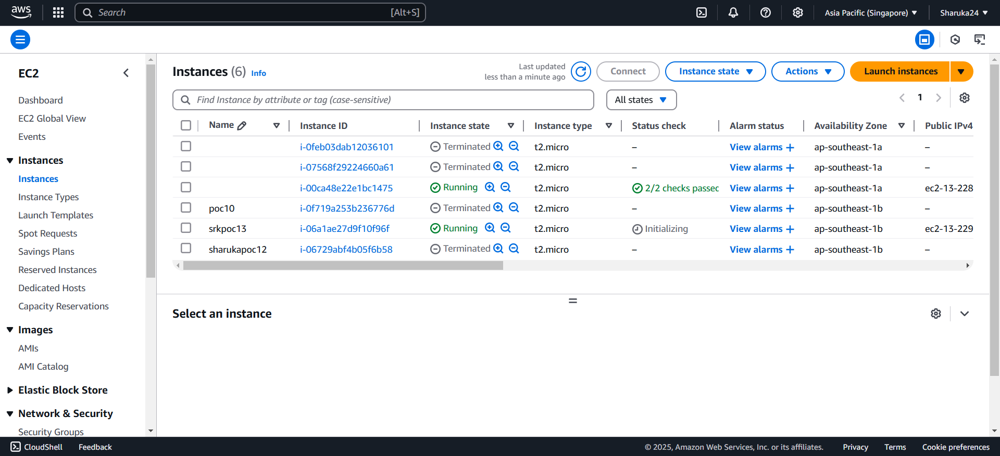 aws Search [Alt+S] Asia Pacific (Singapore) Sharuka24
EC2
Dashboard
EC2 Global View
Events
Instances
Instances
Instance Types
Launch Templates
Spot Requests
Savings Plans
Reserved Instances
Dedicated Hosts
Capacity Reservations
Images
AMIs
AMI Catalog
Elastic Block Store
Network & Security
Security Groups
Instances (6) Info
Last updated
less than a minute ago
Connect Instance state Actions Launch instances
Find Instance by attribute or tag (case-sensitive) All states 1
Name Instance ID Instance state Instance type Status check Alarm status Availability Zone Public IPv4
i-0feb03dab12036101 Terminated t2.micro – View alarms + ap-southeast-1a –
i-07568f29224660a61 Terminated t2.micro – View alarms + ap-southeast-1a –
i-00ca48e22e1bc1475 Running t2.micro 2/2 checks passed View alarms + ap-southeast-1a ec2-13-228
poc10 i-0f719a253b236776d Terminated t2.micro – View alarms + ap-southeast-1b –
srkpoc13 i-06a1ae27d9f10f96f Running t2.micro Initializing View alarms + ap-southeast-1b ec2-13-229
sharukapoc12 i-06729abf4b05f6b58 Terminated t2.micro – View alarms + ap-southeast-1b –
Select an instance
CloudShell Feedback © 2025, Amazon Web Services, Inc. or its affiliates. Privacy Terms Cookie preferences